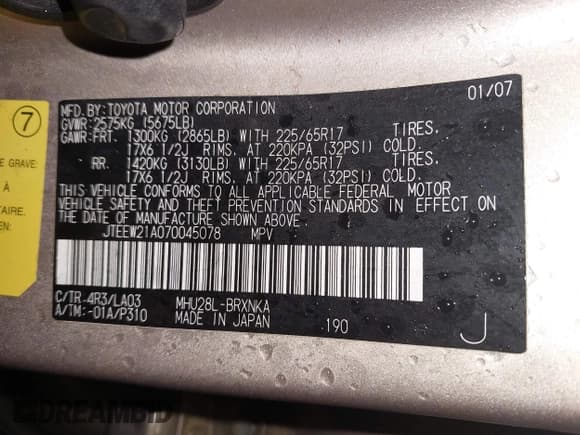 01/07
MFD. BY: TOYOTA MOTOR CORPORATION
GVWR: 2575KG (5675LB)
GAWR: FRT. 1300KG (2865LB) WITH 225/65R17 TIRES,
17X6 1/2J RIMS, AT 220KPA (32PSI) COLD.
RR. 1420KG (3130LB) WITH 225/65R17 TIRES,
17X6 1/2J RIMS, AT 220KPA (32PSI) COLD.
THIS VEHICLE CONFORMS TO ALL APPLICABLE FEDERAL MOTOR
VEHICLE SAFETY AND THEFT PREVENTION STANDARDS IN EFFECT ON
THE DATE OF MANUFACTURE SHOWN ABOVE.
JTEEW21A070045078 MPV
C/TR-4R3/LA03 MHU28L-BRXNKA
A/TM:-01A/P310 MADE IN JAPAN 190 J
7
E GRAVE:
À
TAIRE.
EN:
DREAMBID